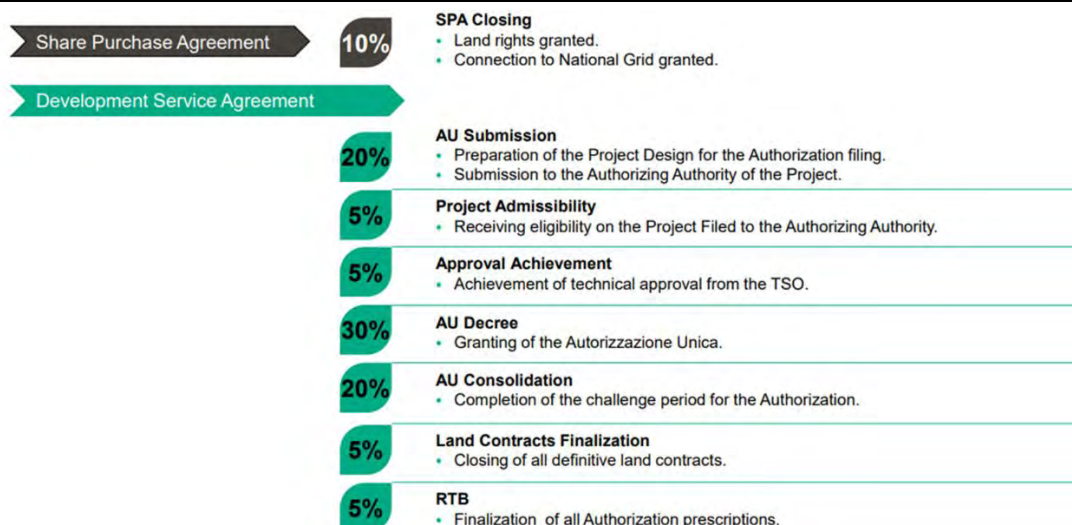 Share Purchase Agreement
10%
SPA Closing
• Land rights granted.
• Connection to National Grid granted.
Development Service Agreement
20%
AU Submission
• Preparation of the Project Design for the Authorization filing.
• Submission to the Authorizing Authority of the Project.
5%
Project Admissibility
• Receiving eligibility on the Project Filed to the Authorizing Authority.
5%
Approval Achievement
• Achievement of technical approval from the TSO.
30%
AU Decree
• Granting of the Autorizzazione Unica.
20%
AU Consolidation
• Completion of the challenge period for the Authorization.
5%
Land Contracts Finalization
• Closing of all definitive land contracts.
5%
RTB
• Finalization of all Authorization prescriptions.